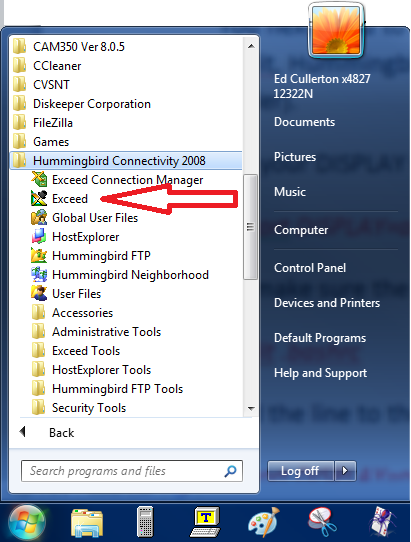 CAM350 Ver 8.0.5
CCleaner
CVSNT
Diskeeper Corporation
FileZilla
Games
Hummingbird Connectivity 2008
Exceed Connection Manager
Exceed
Global User Files
HostExplorer
Hummingbird FTP
Hummingbird Neighborhood
User Files
Accessories
Administrative Tools
Exceed Tools
HostExplorer Tools
Hummingbird FTP Tools
Security Tools
Back
Search programs and files
Ed Cullerton x4827
12322N
Documents
Pictures
Music
Computer
Control Panel
Devices and Printers
Default Programs
Help and Support
Log off
T